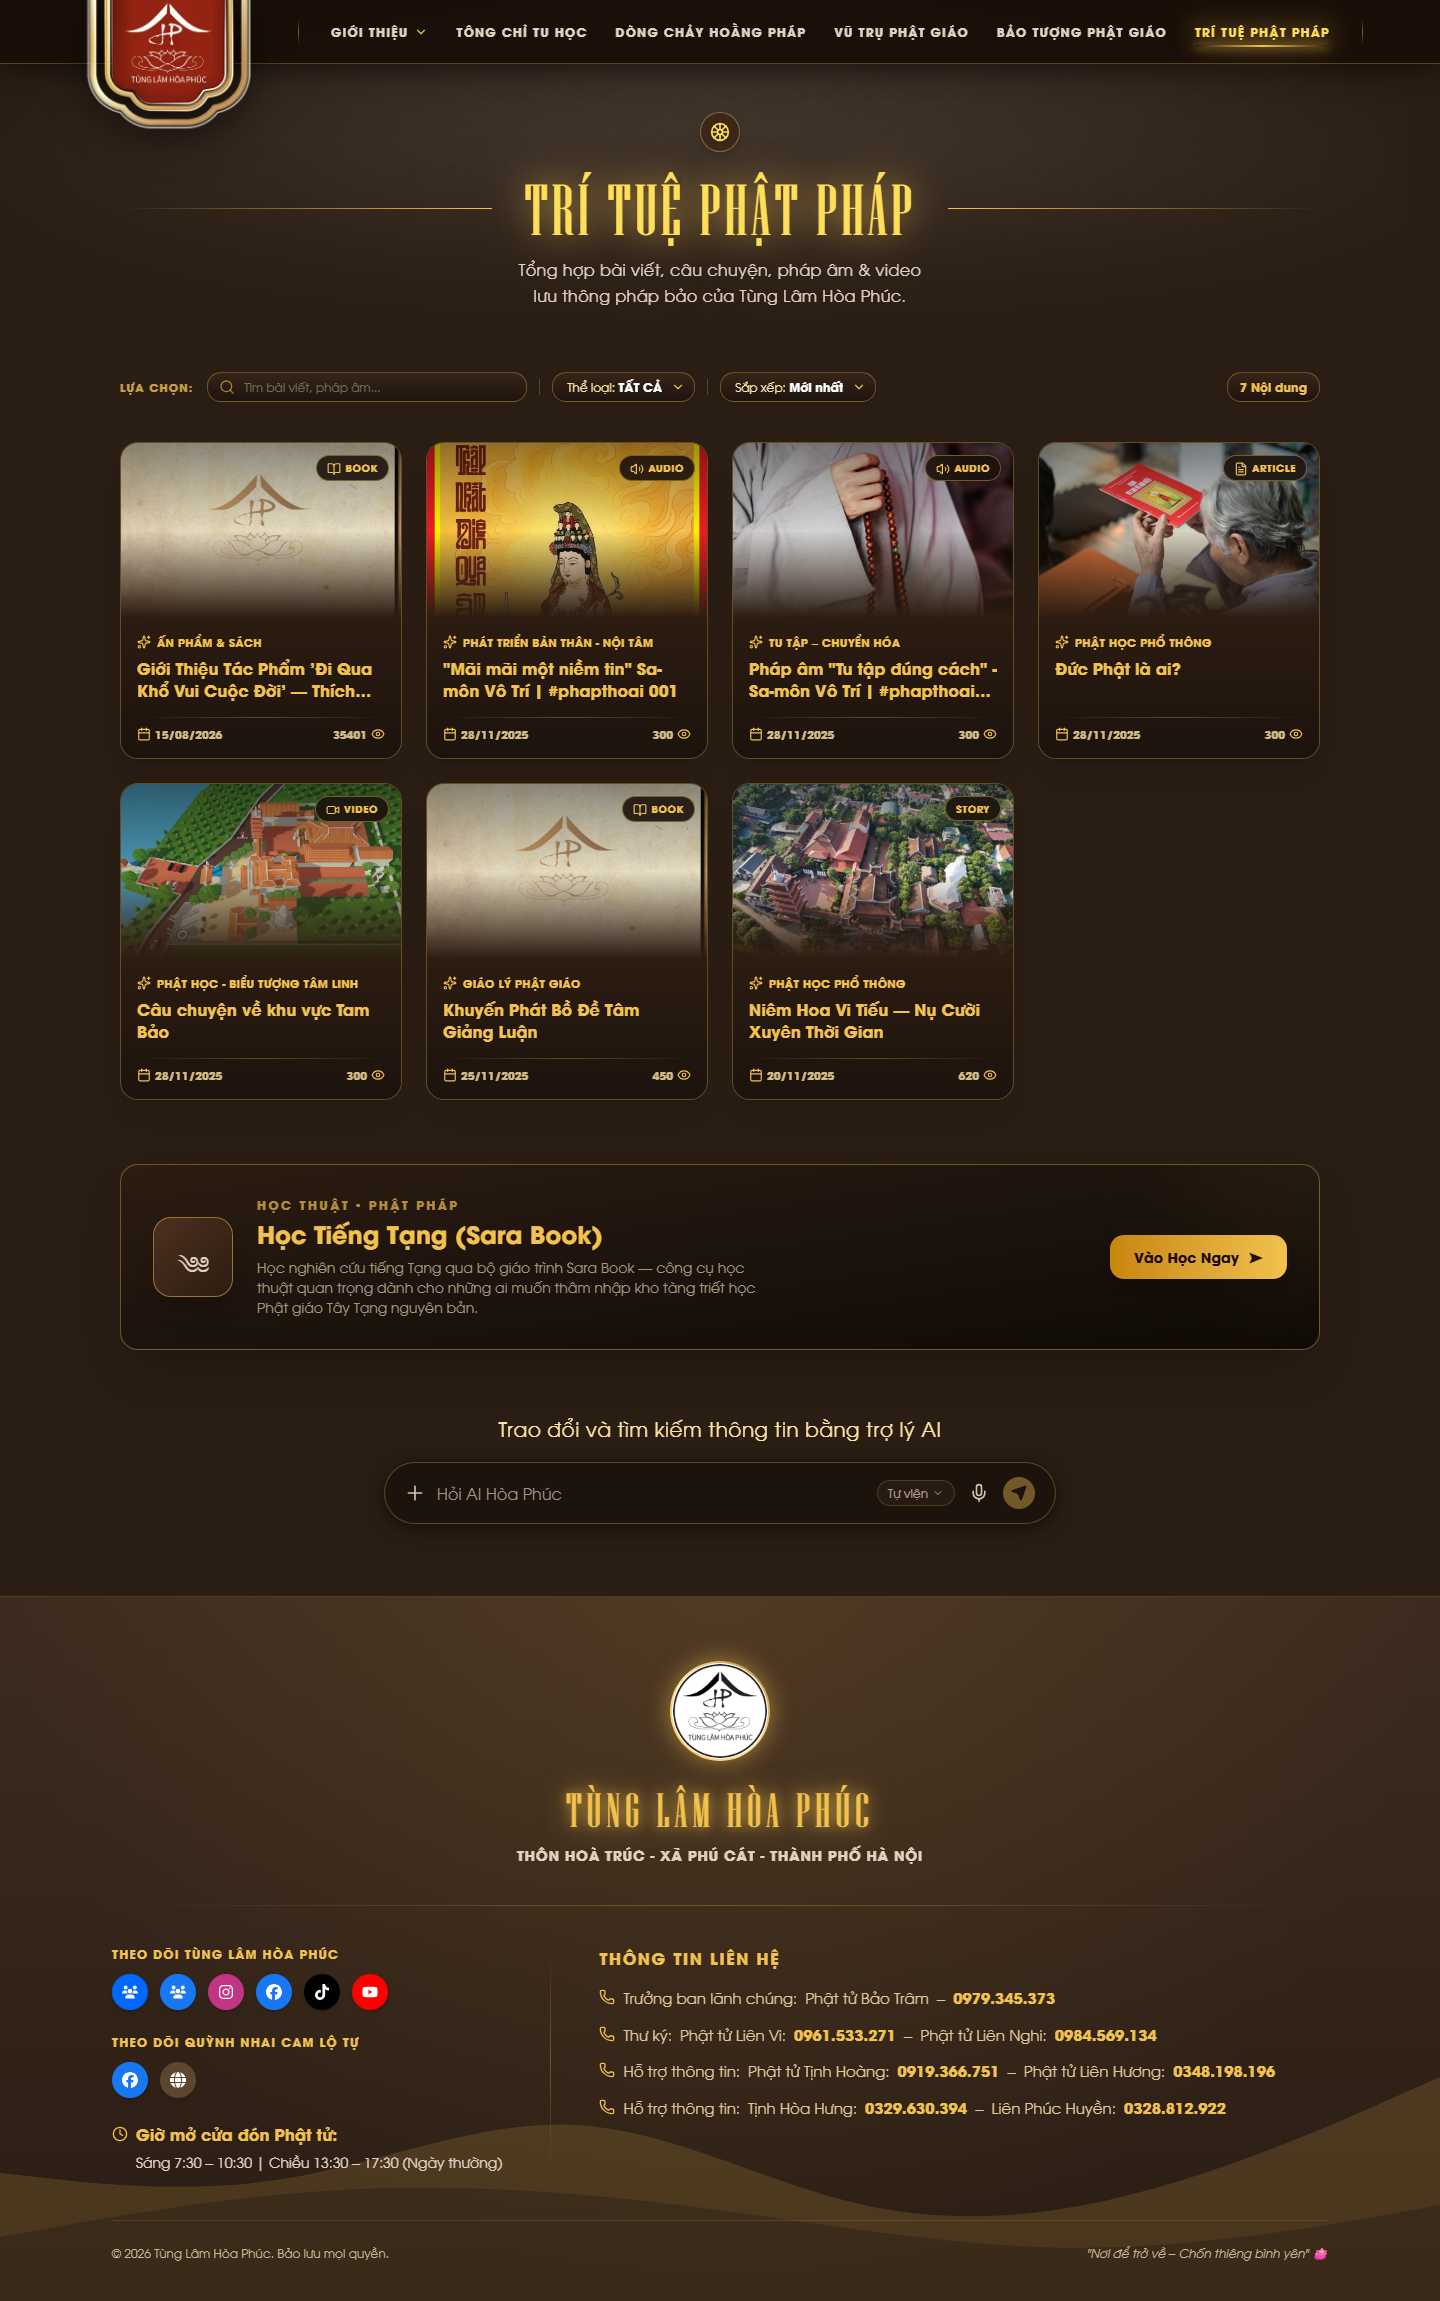 HP
TÙNG LÂM HÒA PHÚC
GIỚI THIỆU
TÔNG CHỈ TU HỌC
DÒNG CHẢY HOẰNG PHÁP
VŨ TRỤ PHẬT GIÁO
BẢO TƯỢNG PHẬT GIÁO
TRÍ TUỆ PHẬT PHÁP
TRÍ TUỆ PHẬT PHÁP
Tổng hợp bài viết, câu chuyện, pháp âm & video
lưu thông pháp bảo của Tùng Lâm Hòa Phúc.
LỰA CHỌN:
Tìm bài viết, pháp âm...
Thể loại: TẤT CẢ
Sắp xếp: Mới nhất
7 Nội dung
HP
BOOK
ẤN PHẨM & SÁCH
Giới Thiệu Tác Phẩm 'Đi Qua
Khổ Vui Cuộc Đời' — Thích...
15/08/2026
35401
AUDIO
PHÁT TRIỂN BẢN THÂN - NỘI TÂM
"Mãi mãi một niềm tin" Sa-
môn Vô Trí | #phapthoai 001
28/11/2025
300
AUDIO
TU TẬP – CHUYỂN HÓA
Pháp âm "Tu tập đúng cách" -
Sa-môn Vô Trí | #phapthoai...
28/11/2025
300
ARTICLE
PHẬT HỌC PHỔ THÔNG
Đức Phật là ai?
28/11/2025
300
VIDEO
PHẬT HỌC - BIỂU TƯỢNG TÂM LINH
Câu chuyện về khu vực Tam
Bảo
28/11/2025
300
HP
BOOK
GIÁO LÝ PHẬT GIÁO
Khuyến Phát Bồ Đề Tâm
Giảng Luận
25/11/2025
450
STORY
PHẬT HỌC PHỔ THÔNG
Niêm Hoa Vi Tiếu — Nụ Cười
Xuyên Thời Gian
20/11/2025
620
HỌC THUẬT • PHẬT PHÁP
Học Tiếng Tạng (Sara Book)
Học nghiên cứu tiếng Tạng qua bộ giáo trình Sara Book — công cụ học
thuật quan trọng dành cho những ai muốn thâm nhập kho tàng triết học
Phật giáo Tây Tạng nguyên bản.
Vào Học Ngay
Trao đổi và tìm kiếm thông tin bằng trợ lý AI
Hỏi AI Hòa Phúc
Tự viện
HP
TÙNG LÂM HÒA PHÚC
TÙNG LÂM HÒA PHÚC
THÔN HOÀ TRÚC - XÃ PHÚ CÁT - THÀNH PHỐ HÀ NỘI
THEO DÕI TÙNG LÂM HÒA PHÚC
THEO DÕI QUỲNH NHAI CAM LỘ TỰ
Giờ mở cửa đón Phật tử:
Sáng 7:30 – 10:30 | Chiều 13:30 – 17:30 (Ngày thường)
THÔNG TIN LIÊN HỆ
Trưởng ban lãnh chúng: Phật tử Bảo Trâm – 0979.345.373
Thư ký: Phật tử Liên Vi: 0961.533.271 – Phật tử Liên Nghi: 0984.569.134
Hỗ trợ thông tin: Phật tử Tịnh Hoàng: 0919.366.751 – Phật tử Liên Hương: 0348.198.196
Hỗ trợ thông tin: Tịnh Hòa Hưng: 0329.630.394 – Liên Phúc Huyền: 0328.812.922
© 2026 Tùng Lâm Hòa Phúc. Bảo lưu mọi quyền.
"Nơi để trở về – Chốn thiêng bình yên"